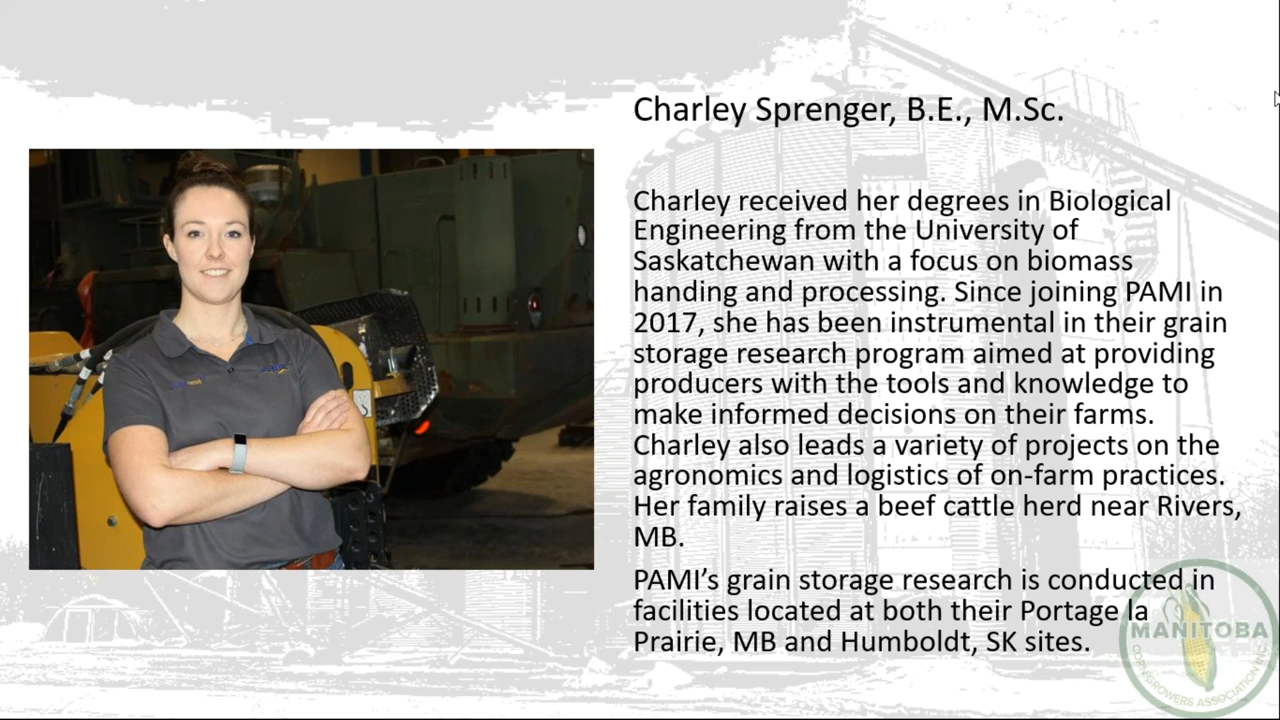 Charley Sprenger, B.E., M.Sc.
Charley received her degrees in Biological
Engineering from the University of
Saskatchewan with a focus on biomass
handing and processing. Since joining PAMI in
2017, she has been instrumental in their grain
storage research program aimed at providing
producers with the tools and knowledge to
make informed decisions on their farms.
Charley also leads a variety of projects on the
agronomics and logistics of on-farm practices.
Her family raises a beef cattle herd near Rivers,
MB.
PAMI’s grain storage research is conducted in
facilities located at both their Portage la
Prairie, MB and Humboldt, SK sites.
MANITOBA
CORN GROWERS ASSOCIATION INC.